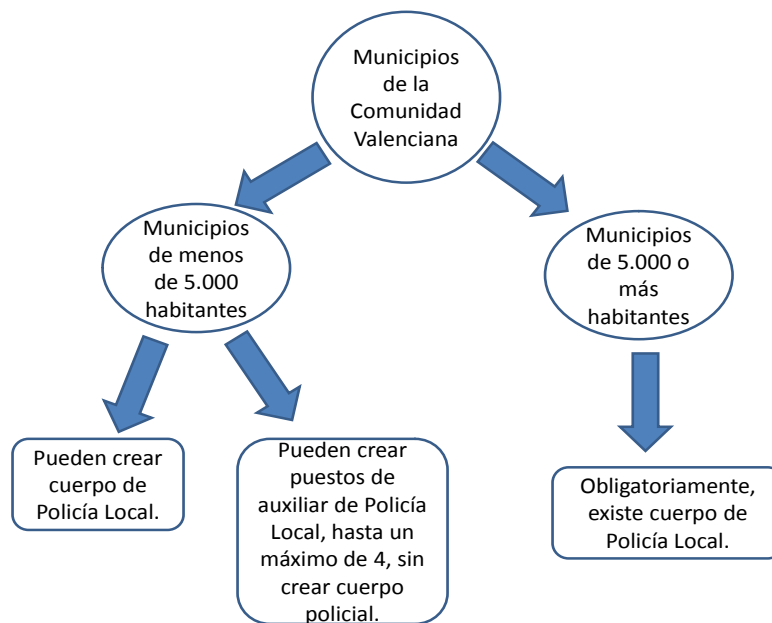 Municipios
de la
Comunidad
Valenciana
Municipios
de menos
de 5.000
habitantes
Municipios
de 5.000 o
más
habitantes
Pueden crear
cuerpo de
Policía Local.
Pueden crear
puestos de
auxiliar de Policía
Local, hasta un
máximo de 4, sin
crear cuerpo
policial.
Obligatoriamente,
existe cuerpo de
Policía Local.